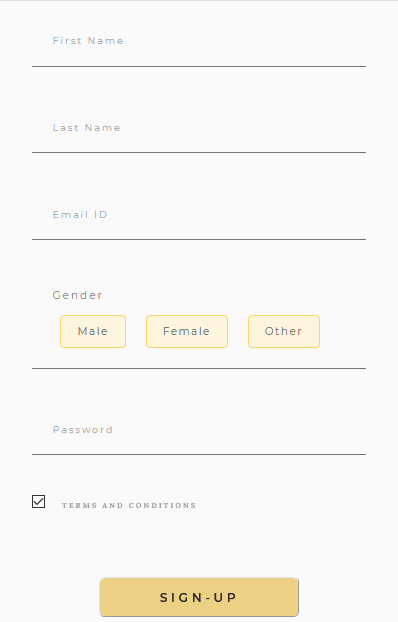 First Name
Last Name
Email ID
Gender
Male Female Other
Password
TERMS AND CONDITIONS
SIGN-UP